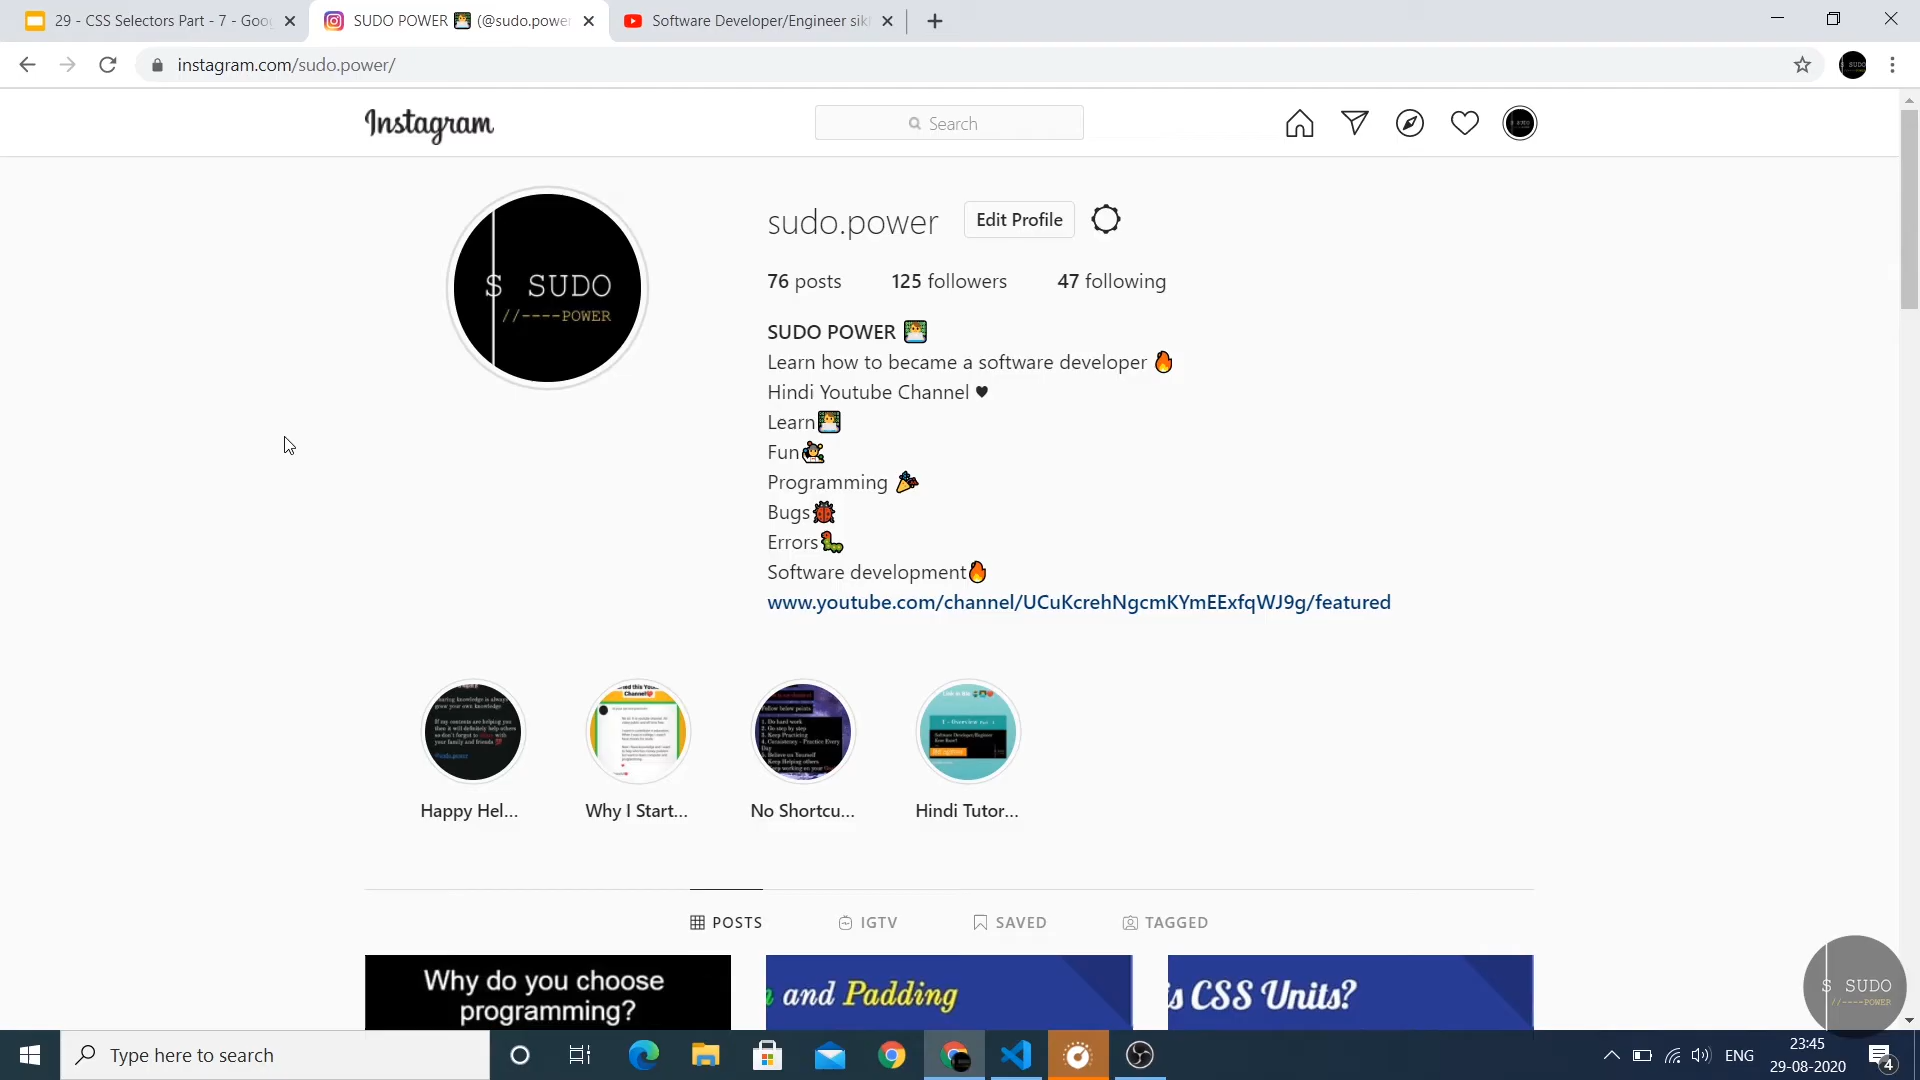 29 - CSS Selectors Part - 7 - Goo
SUDO POWER (@sudo.power
Software Developer/Engineer sik
instagram.com/sudo.power/
Instagram
Search
S SUDO
//----POWER
sudo.power
Edit Profile
76 posts 125 followers 47 following
SUDO POWER
Learn how to became a software developer
Hindi Youtube Channel ♥
Learn
Fun
Programming
Bugs
Errors
Software development
www.youtube.com/channel/UCuKcrehNgcmKYmEExfqWJ9g/featured
Happy Hel...
Why I Start...
No Shortcu...
Hindi Tutor...
POSTS
IGTV
SAVED
TAGGED
Why do you choose
programming?
and Padding
s CSS Units?
S SUDO
//----POWER
Type here to search
ENG
23:45
29-08-2020
4